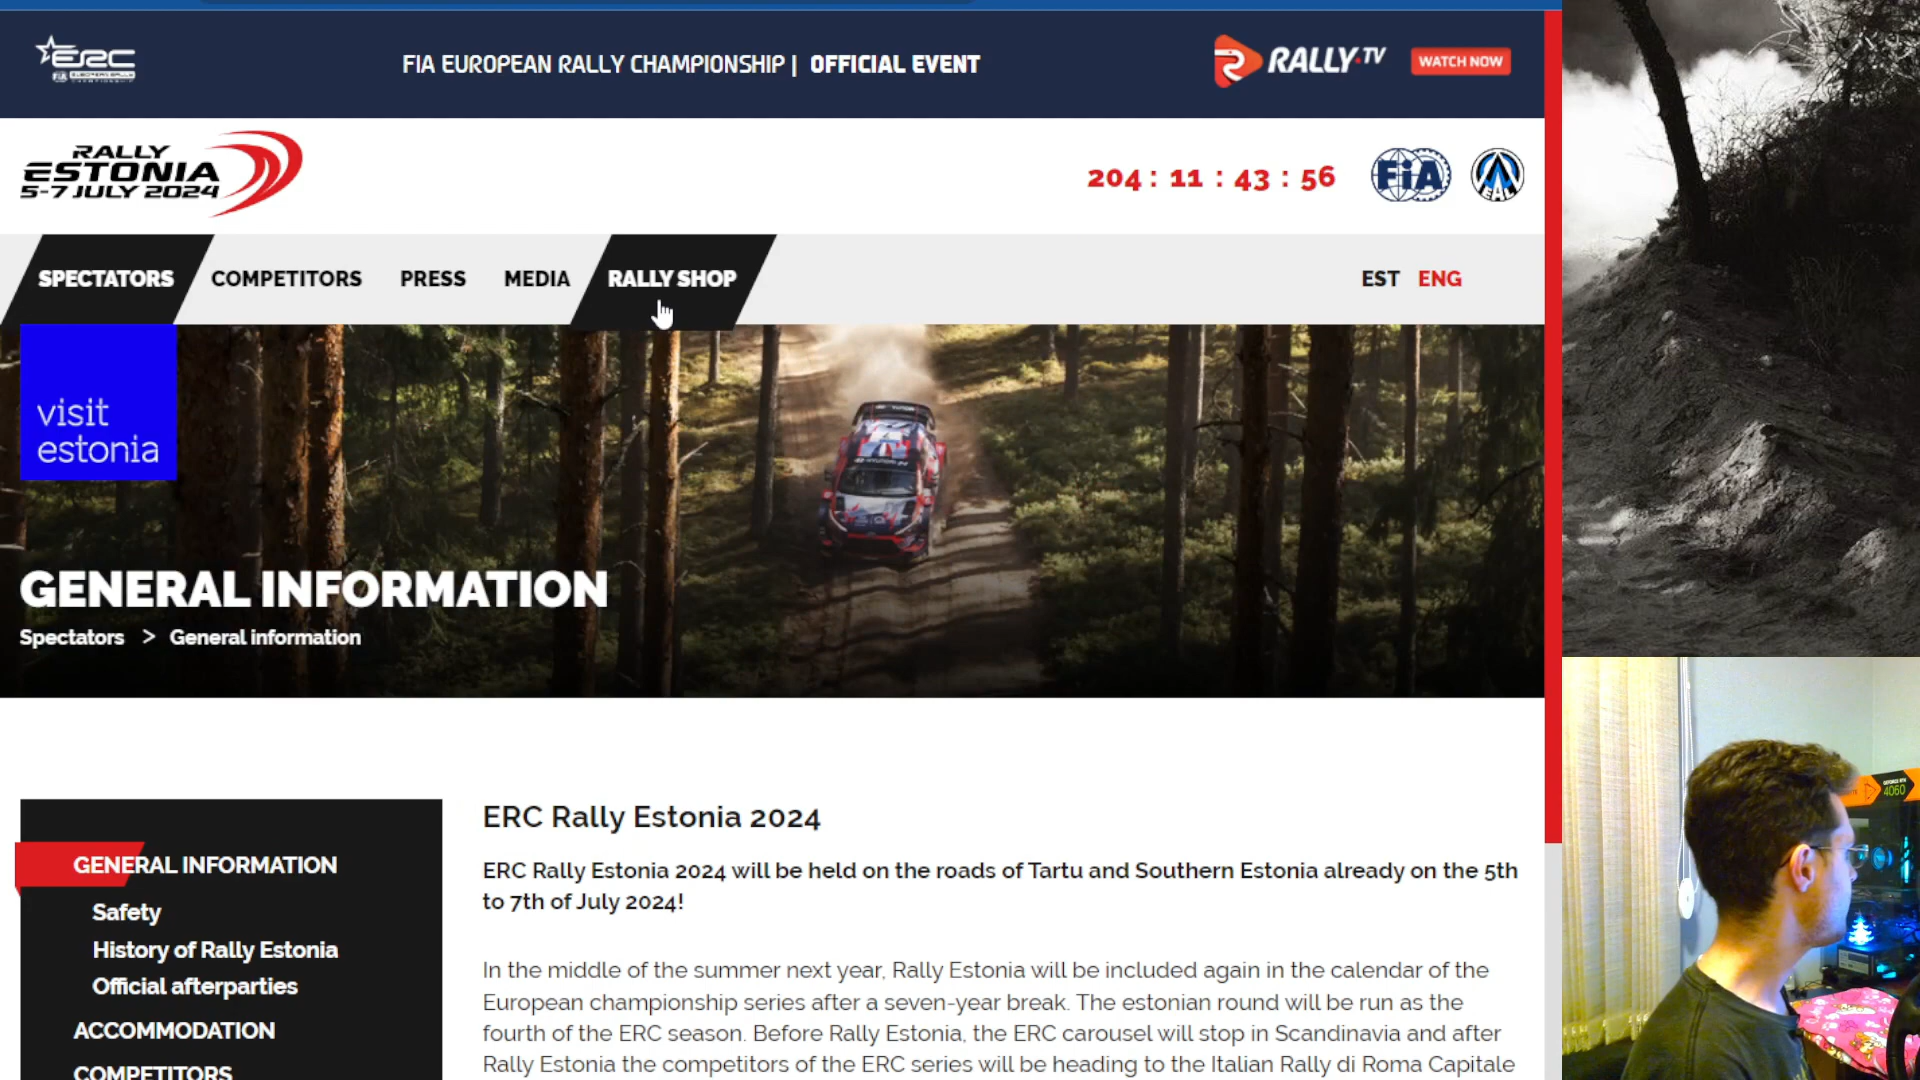 ERC
FIA EUROPEAN RALLY CHAMPIONSHIP | OFFICIAL EVENT
RALLY.TV
WATCH NOW
RALLY
ESTONIA
5-7 JULY 2024
204 : 11 : 43 : 56
FiA
EAL
SPECTATORS
COMPETITORS
PRESS
MEDIA
RALLY SHOP
EST
ENG
visit
estonia
GENERAL INFORMATION
Spectators > General information
GENERAL INFORMATION
Safety
History of Rally Estonia
Official afterparties
ACCOMMODATION
COMPETITORS
ERC Rally Estonia 2024
ERC Rally Estonia 2024 will be held on the roads of Tartu and Southern Estonia already on the 5th
to 7th of July 2024!
In the middle of the summer next year, Rally Estonia will be included again in the calendar of the
European championship series after a seven-year break. The estonian round will be run as the
fourth of the ERC season. Before Rally Estonia, the ERC carousel will stop in Scandinavia and after
Rally Estonia the competitors of the ERC series will be heading to the Italian Rally di Roma Capitale
4060